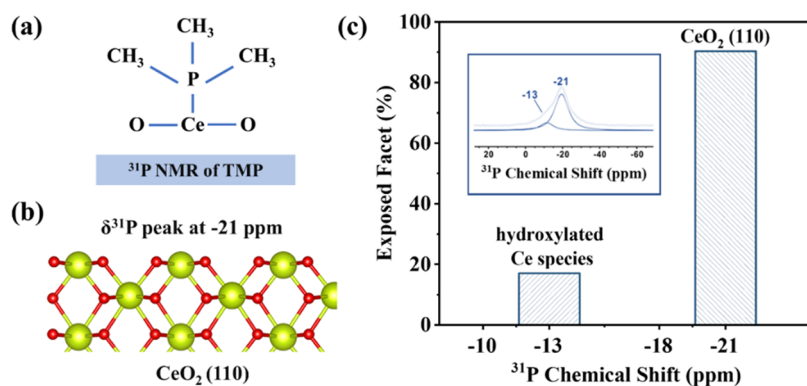 (a)
CH₃
CH₃ CH₃
P
O Ce O
³¹P NMR of TMP
(b)
δ³¹P peak at -21 ppm
CeO₂ (110)
(c)
Exposed Facet (%)
100
80
60
40
20
0
CeO₂ (110)
-21
-13
20 0 -20 -40 -60
³¹P Chemical Shift (ppm)
hydroxylated
Ce species
-10 -13 -18 -21
³¹P Chemical Shift (ppm)